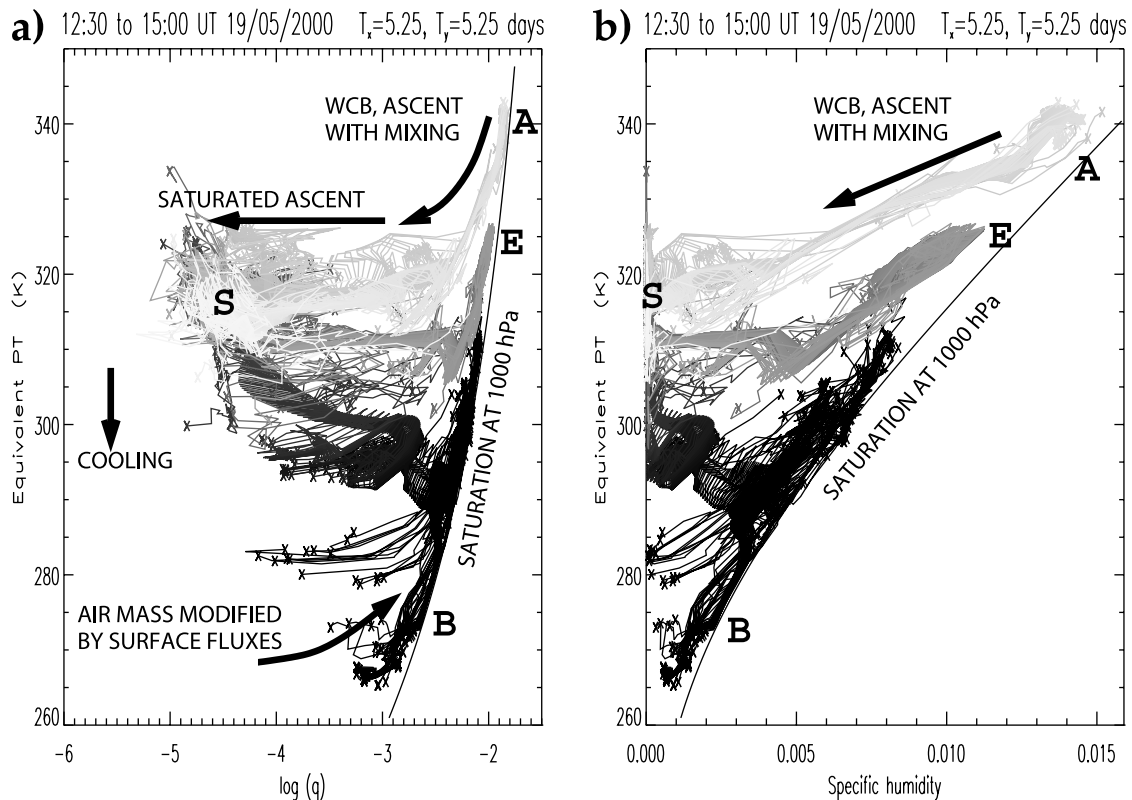 a) 12:30 to 15:00 UT 19/05/2000 Tx=5.25, Ty=5.25 days
340
320
300
280
260
Equivalent PT (K)
-6 -5 -4 -3 -2
log (q)
WCB, ASCENT
WITH MIXING
A
SATURATED ASCENT
E
S
COOLING
SATURATION AT 1000 hPa
AIR MASS MODIFIED
BY SURFACE FLUXES
B
b) 12:30 to 15:00 UT 19/05/2000 Tx=5.25, Ty=5.25 days
340
320
300
280
260
Equivalent PT (K)
0.000 0.005 0.010 0.015
Specific humidity
WCB, ASCENT
WITH MIXING
A
E
S
SATURATION AT 1000 hPa
B